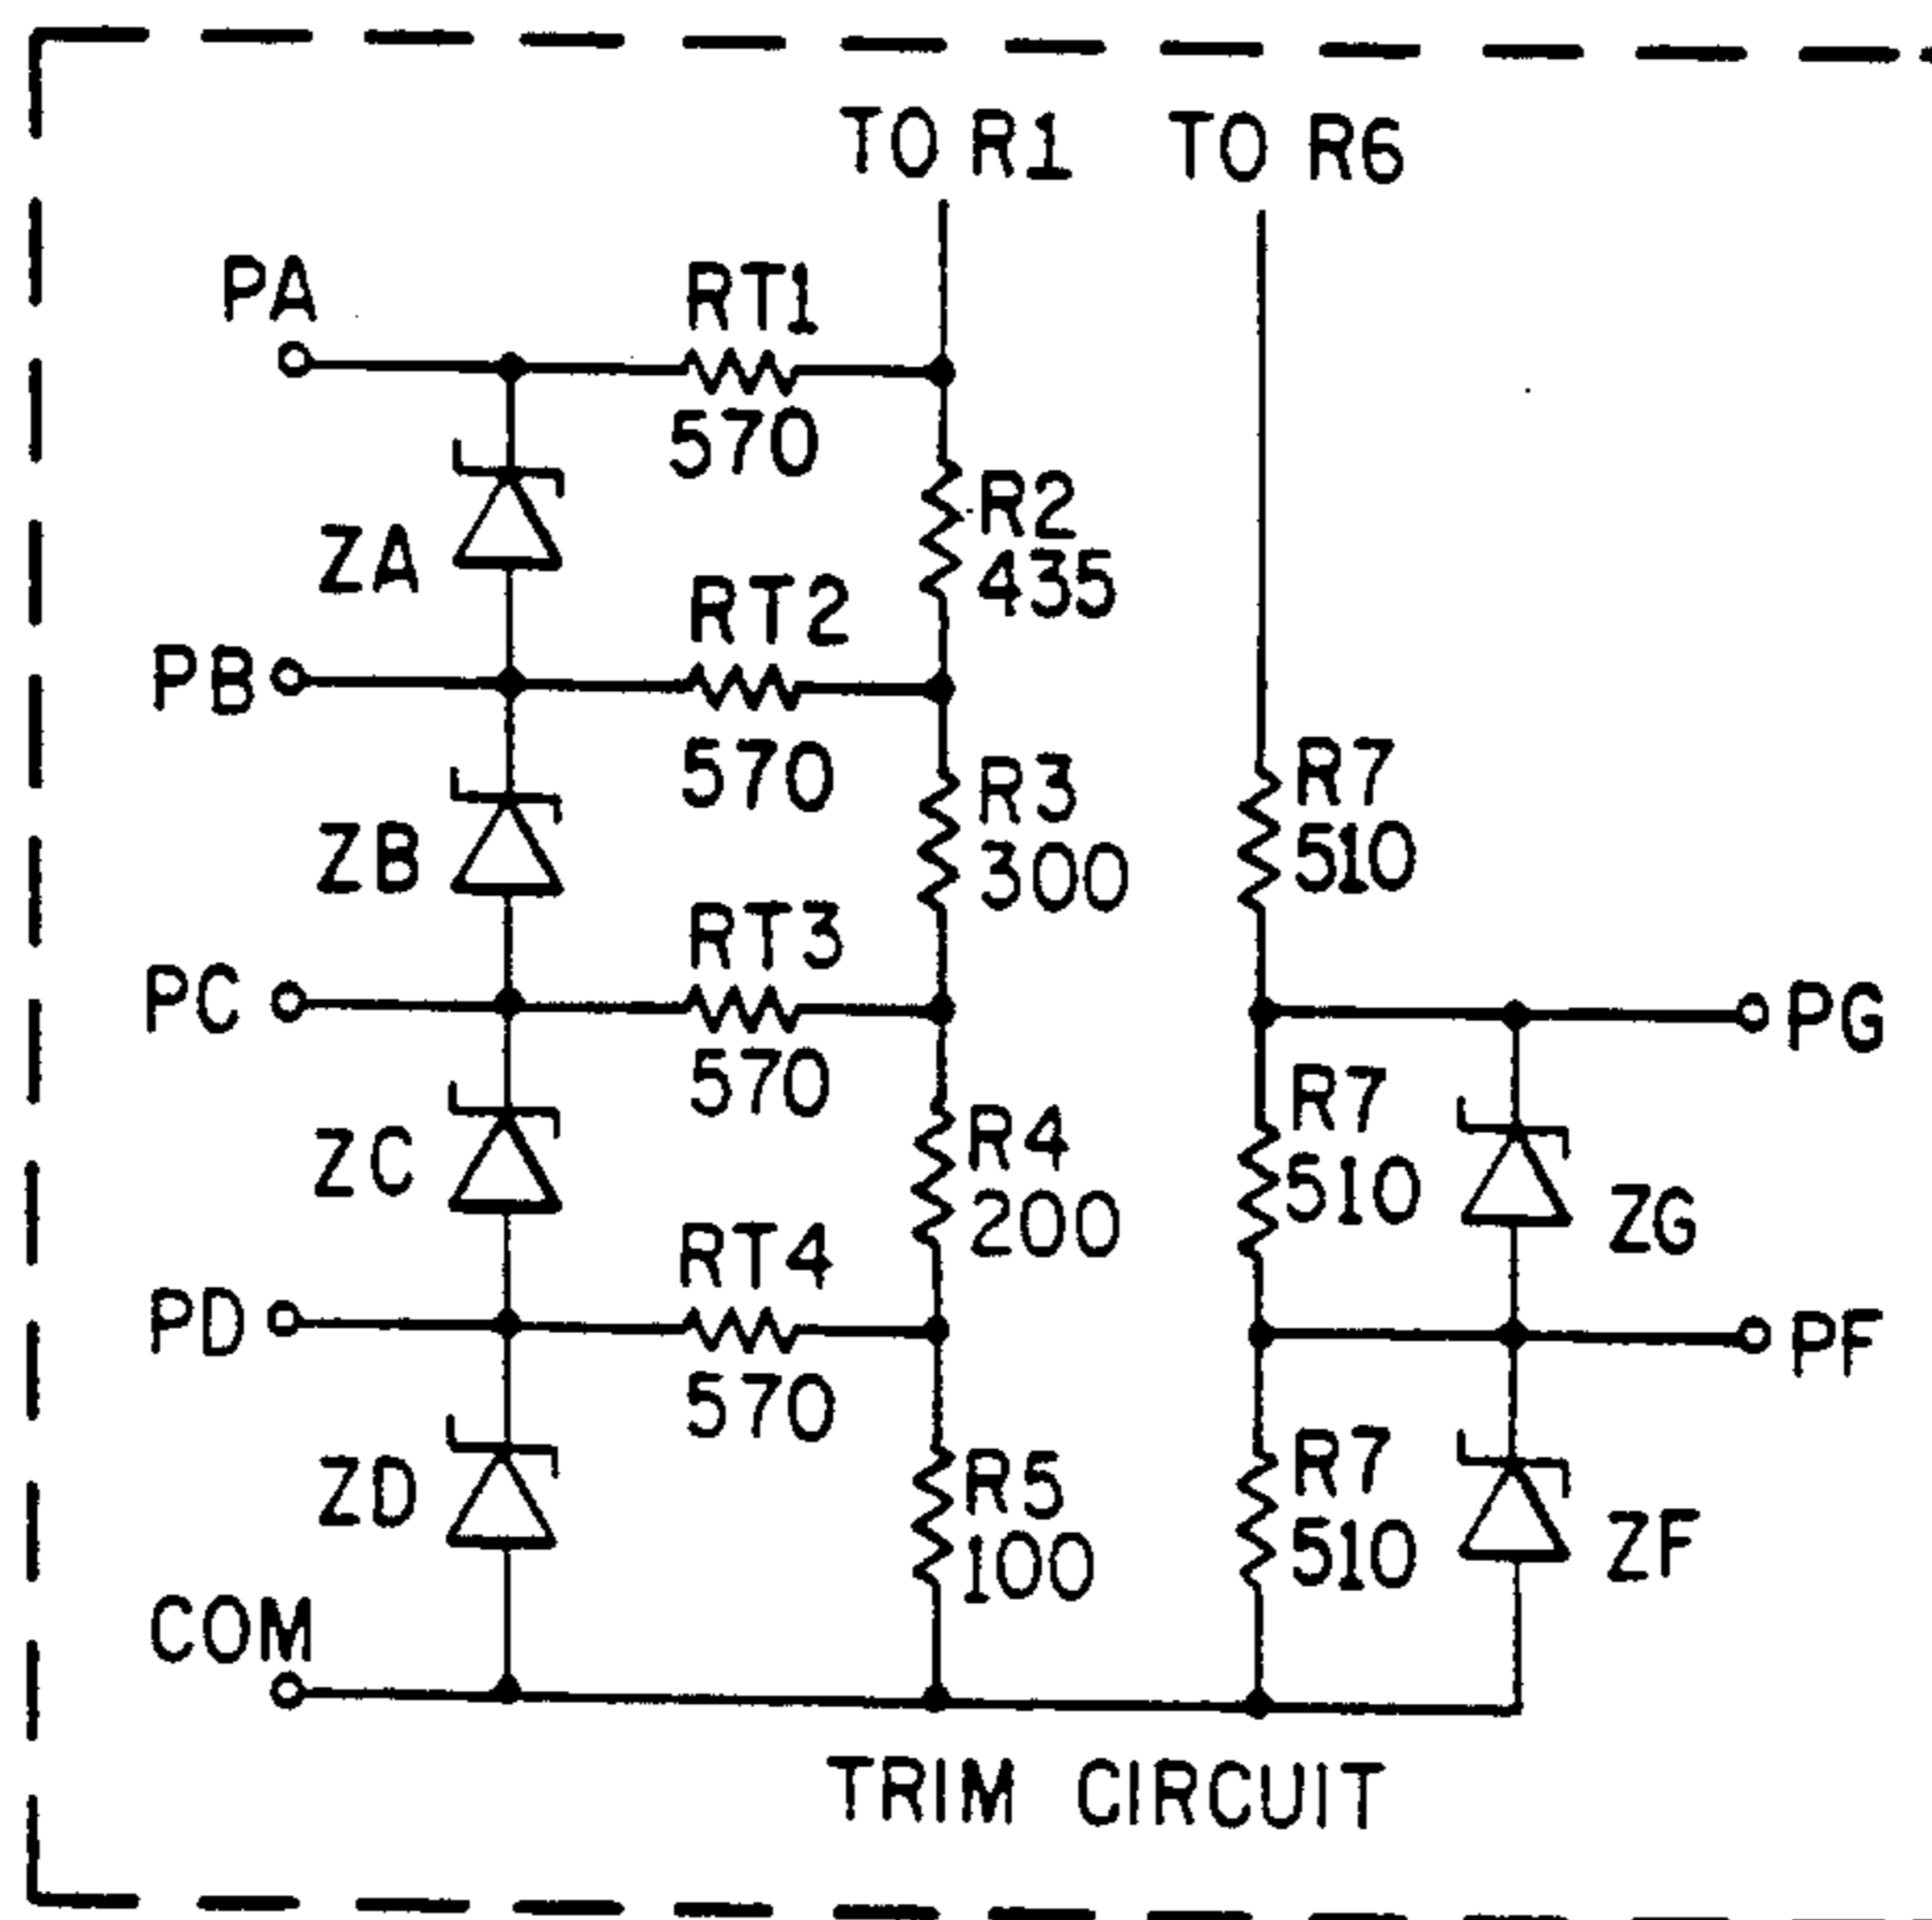 TO R1
TO R6
PA
RT1
570
ZA
R2
435
PB
RT2
570
ZB
R3
300
R7
510
PC
RT3
570
PG
ZC
R4
200
R7
510
ZG
PD
RT4
570
PF
ZD
R5
100
R7
510
ZF
COM
TRIM CIRCUIT